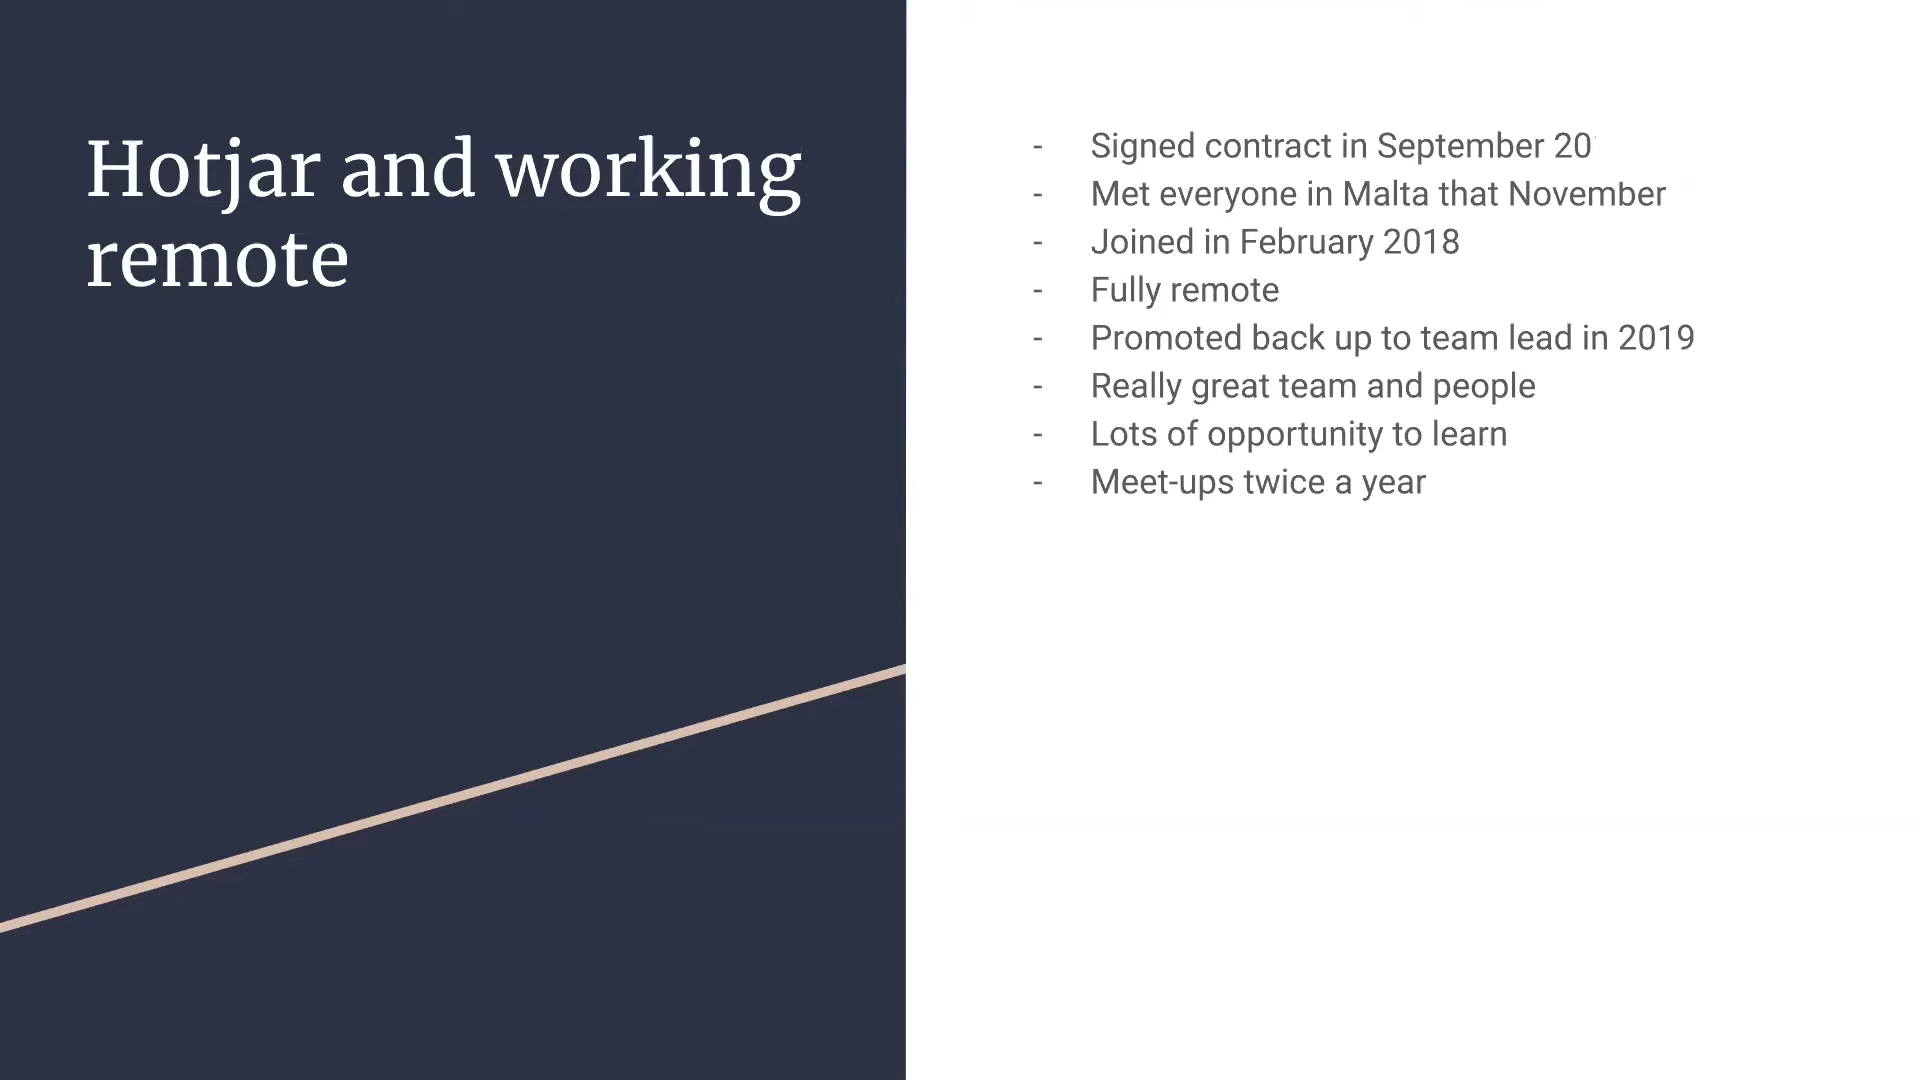 Hotjar and working
remote
- Signed contract in September 20
- Met everyone in Malta that November
- Joined in February 2018
- Fully remote
- Promoted back up to team lead in 2019
- Really great team and people
- Lots of opportunity to learn
- Meet-ups twice a year